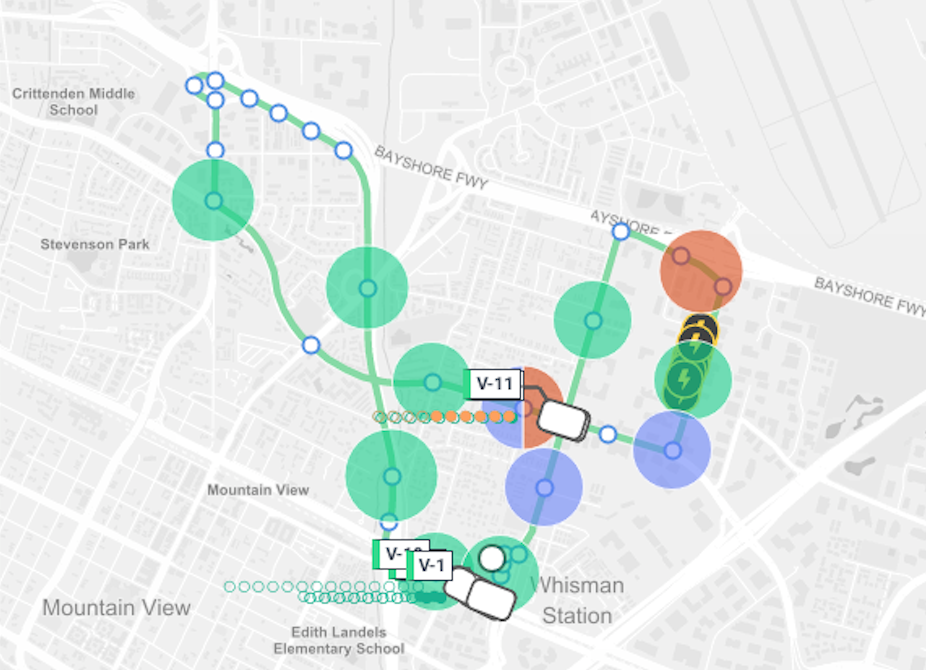 Crittenden Middle
School
BAYSHORE FWY
AYSHORE F
Stevenson Park
BAYSHORE FWY
V-11
Mountain View
V-1
Whisman
Station
Mountain View
Edith Landels
Elementary School